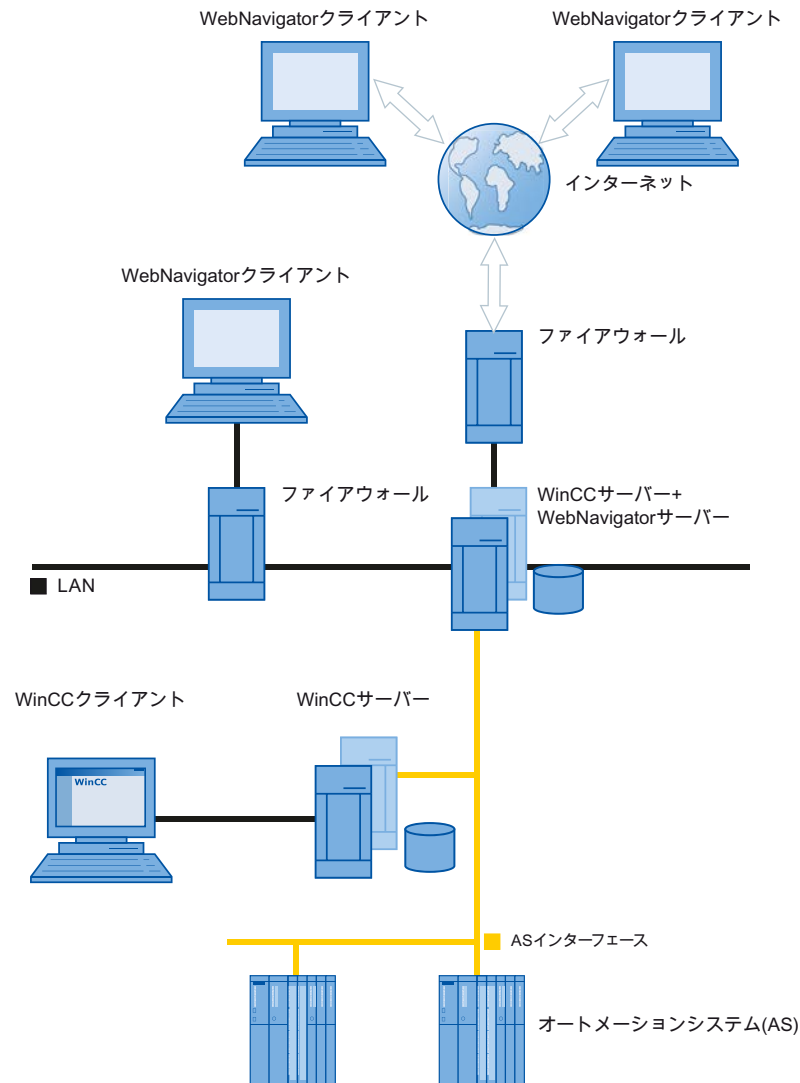 WebNavigatorクライアント
WebNavigatorクライアント
インターネット
WebNavigatorクライアント
ファイアウォール
ファイアウォール
WinCCサーバー+
WebNavigatorサーバー
LAN
WinCCクライアント
WinCCサーバー
WinCC
ASインターフェース
オートメーションシステム(AS)